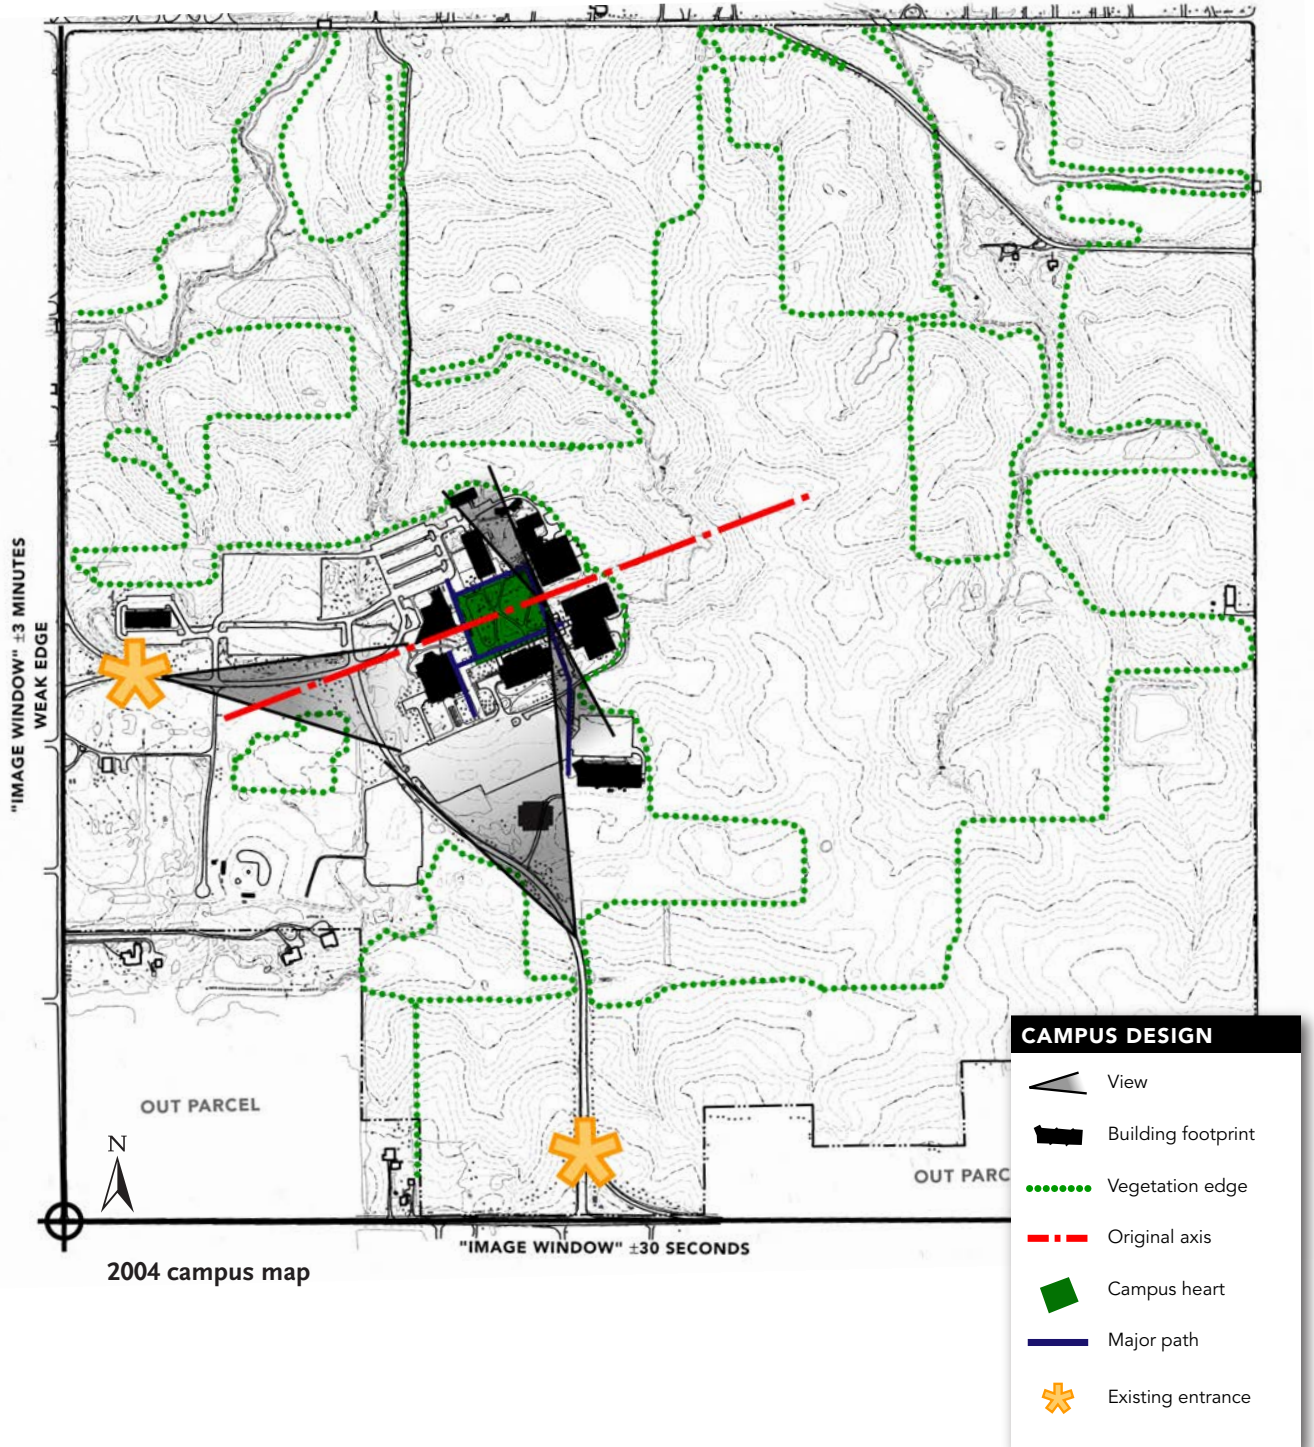 "IMAGE WINDOW" ±3 MINUTES
WEAK EDGE
OUT PARCEL
N
OUT PARC
"IMAGE WINDOW" ±30 SECONDS
2004 campus map
CAMPUS DESIGN
View
Building footprint
Vegetation edge
Original axis
Campus heart
Major path
Existing entrance